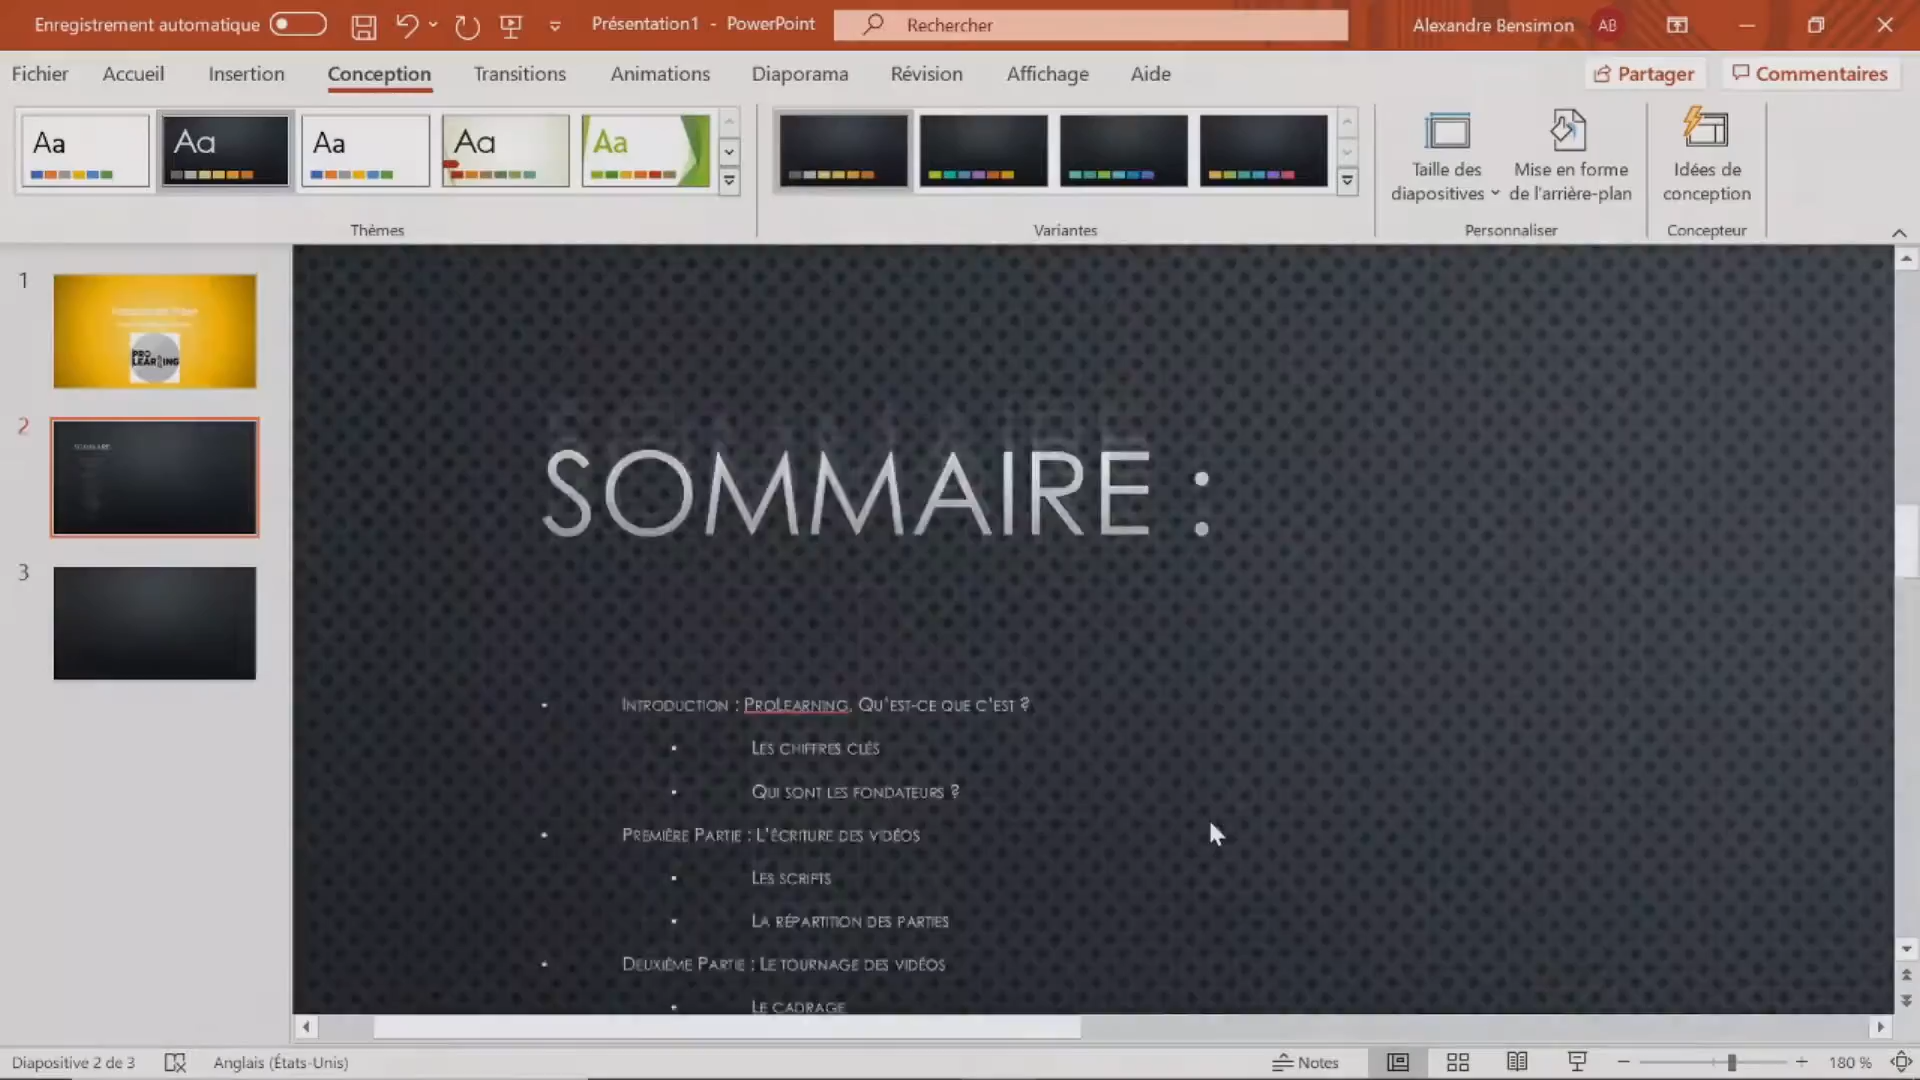 Enregistrement automatique
Présentation1 - PowerPoint
Rechercher
Alexandre Bensimon
AB
Fichier
Accueil
Insertion
Conception
Transitions
Animations
Diaporama
Révision
Affichage
Aide
Partager
Commentaires
Aa
Aa
Aa
Aa
Aa
Taille des
diapositives
Mise en forme
de l'arrière-plan
Idées de
conception
Thèmes
Variantes
Personnaliser
Concepteur
1
PRO
LEARNING
2
SOMMAIRE :
3
SOMMAIRE :
• INTRODUCTION : PROLEARNING, QU'EST-CE QUE C'EST ?
• LES CHIFFRES CLÉS
• QUI SONT LES FONDATEURS ?
• PREMIÈRE PARTIE : L'ÉCRITURE DES VIDÉOS
• LES SCRIPTS
• LA RÉPARTITION DES PARTIES
• DEUXIÈME PARTIE : LE TOURNAGE DES VIDÉOS
• LE CADRAGE
Diapositive 2 de 3
Anglais (États-Unis)
Notes
180 %